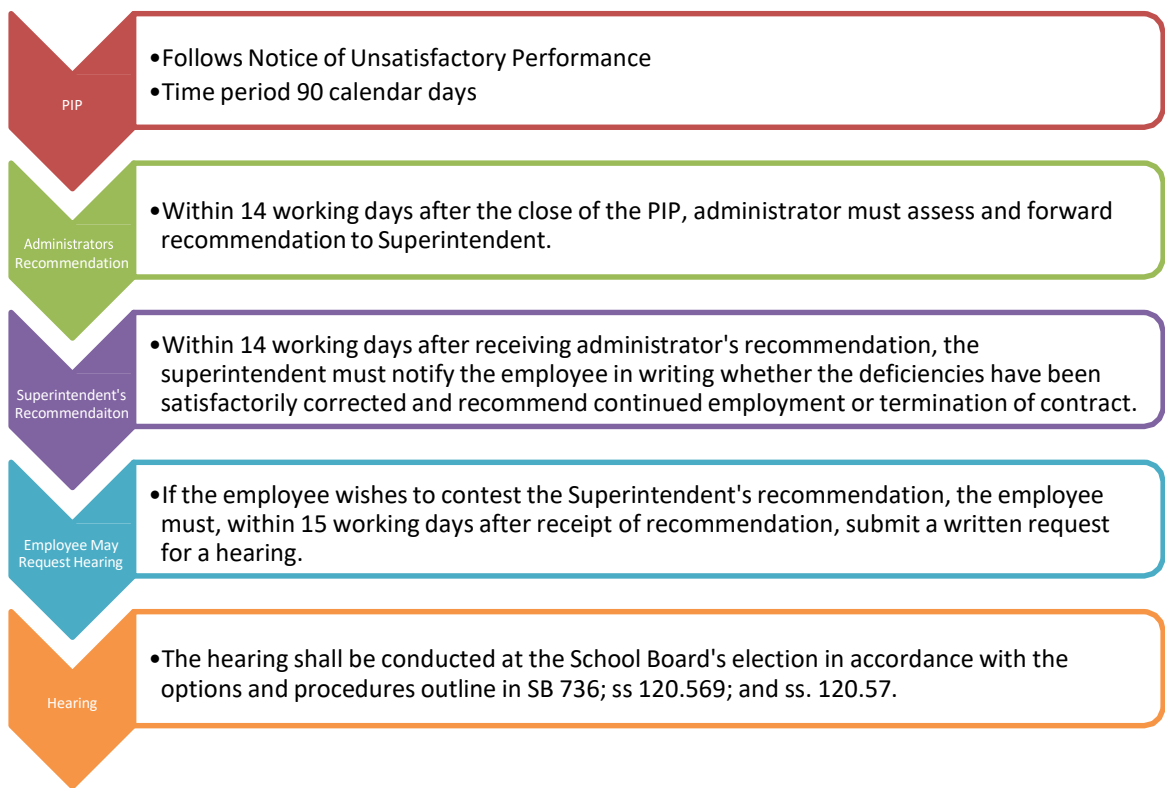 PIP
•Follows Notice of Unsatisfactory Performance
•Time period 90 calendar days
Administrators
Recommendation
•Within 14 working days after the close of the PIP, administrator must assess and forward
recommendation to Superintendent.
Superintendent's
Recommendaiton
•Within 14 working days after receiving administrator's recommendation, the
superintendent must notify the employee in writing whether the deficiencies have been
satisfactorily corrected and recommend continued employment or termination of contract.
Employee May
Request Hearing
•If the employee wishes to contest the Superintendent's recommendation, the employee
must, within 15 working days after receipt of recommendation, submit a written request
for a hearing.
Hearing
•The hearing shall be conducted at the School Board's election in accordance with the
options and procedures outline in SB 736; ss 120.569; and ss. 120.57.